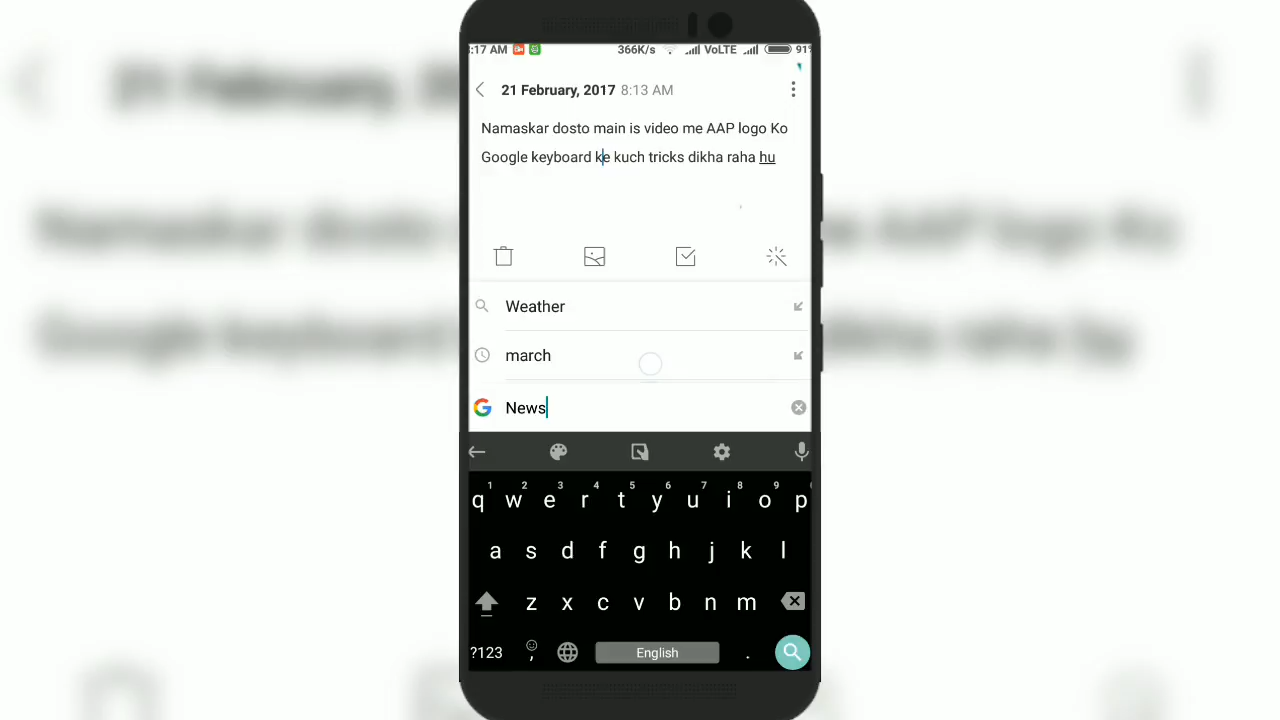 :17 AM 366K/s VoLTE 91%
21 February, 2017 8:13 AM
Namaskar dosto main is video me AAP logo Ko
Google keyboard ke kuch tricks dikha raha hu
Weather
march
G News
1 2 3 4 5 6 7 8 9
q w e r t y u i o p
a s d f g h j k l
z x c v b n m
?123 , English .